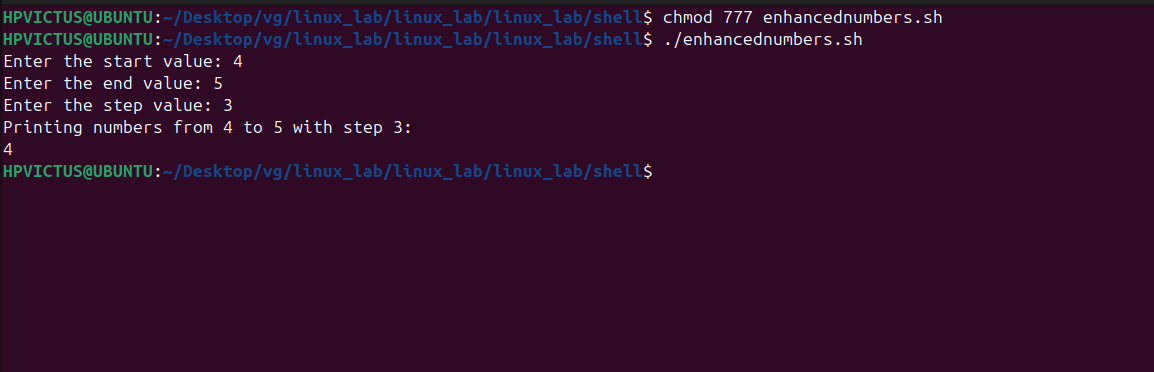 HPVICTUS@UBUNTU:~/Desktop/vg/linux_lab/linux_lab/linux_lab/shell$ chmod 777 enhancednumbers.sh
HPVICTUS@UBUNTU:~/Desktop/vg/linux_lab/linux_lab/linux_lab/shell$ ./enhancednumbers.sh
Enter the start value: 4
Enter the end value: 5
Enter the step value: 3
Printing numbers from 4 to 5 with step 3:
4
HPVICTUS@UBUNTU:~/Desktop/vg/linux_lab/linux_lab/linux_lab/shell$